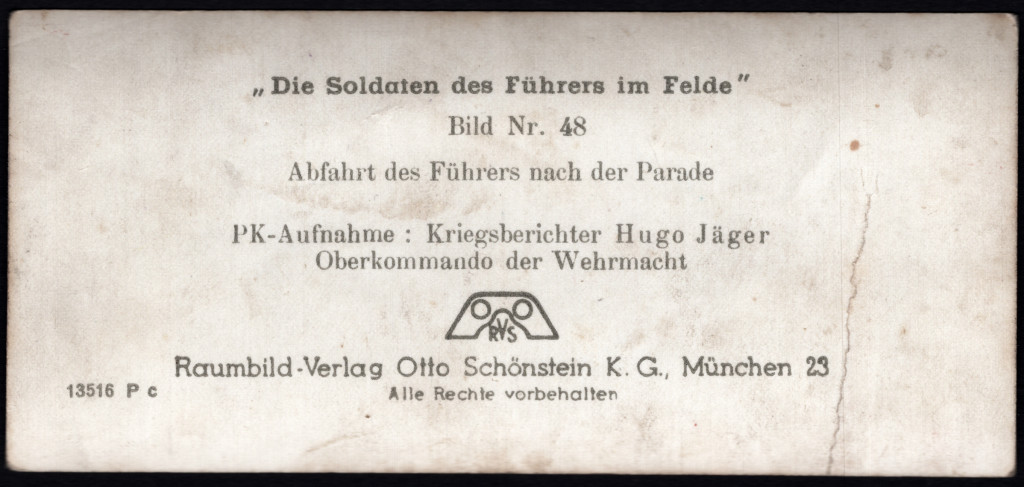 „Die Soldaten des Führers im Felde"
Bild Nr. 48
Abfahrt des Führers nach der Parade
PK-Aufnahme : Kriegsberichter Hugo Jäger
Oberkommando der Wehrmacht
RVS
Raumbild-Verlag Otto Schönstein K. G., München 23
13516 P c
Alle Rechte vorbehalten